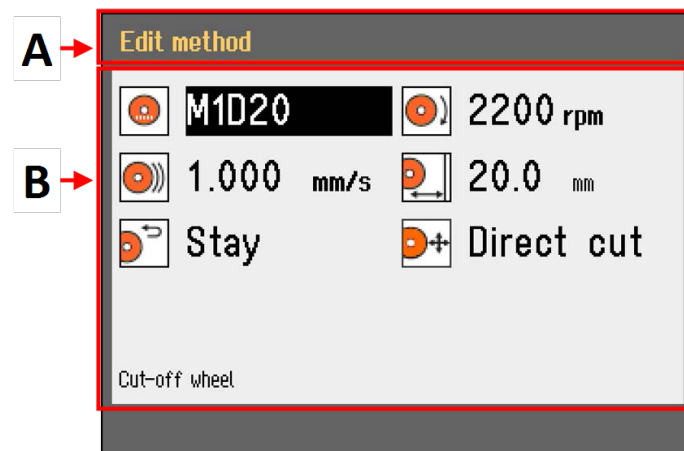 A
Edit method
B
M1D20 2200 rpm
1.000 mm/s 20.0 mm
Stay Direct cut
Cut-off wheel